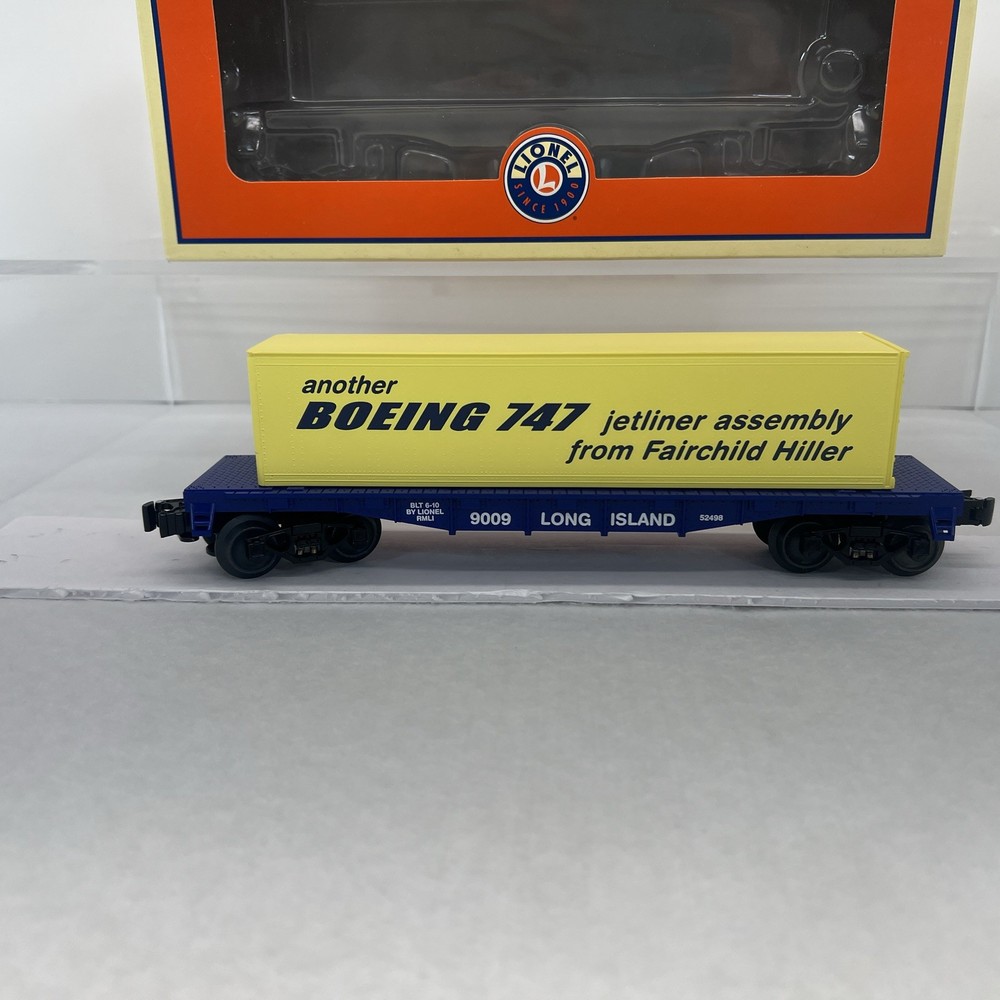 LIONEL
L
SINCE 1900
another
BOEING 747 jetliner assembly
from Fairchild Hiller
BLT 6-10
BY LIONEL
RMLI
9009 LONG ISLAND 52498